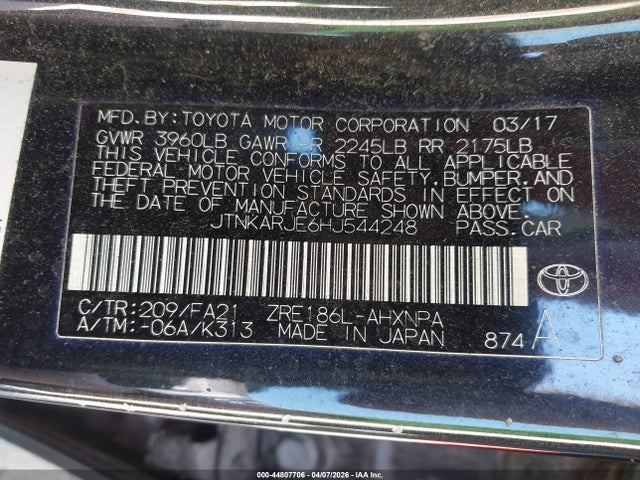 MFD.BY:TOYOTA MOTOR CORPORATION 03/17
GVWR 3960LB GAWR FR 2245LB RR 2175LB
THIS VEHICLE CONFORMS TO ALL APPLICABLE
FEDERAL MOTOR VEHICLE SAFETY,BUMPER,AND
THEFT PREVENTION STANDARDS IN EFFECT ON
THE DATE OF MANUFACTURE SHOWN ABOVE.
JTNKARJE6HJ544248 PASS.CAR
C/TR:209/FA21 ZRE186L-AHXNPA
A/TM:-06A/K313 MADE IN JAPAN 874 A
000-44807706 04/07/2026 IAA Inc.